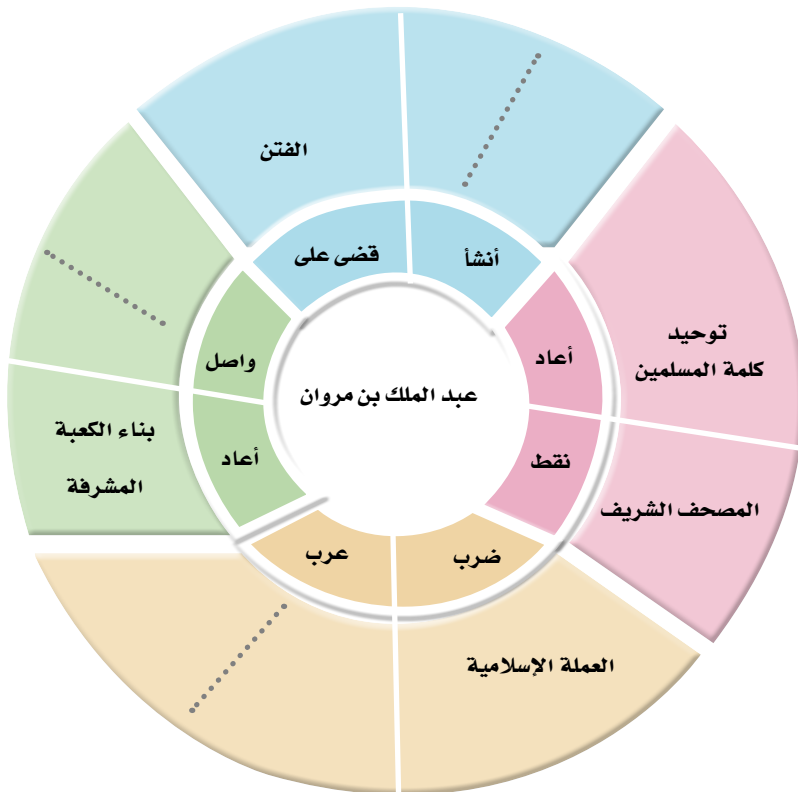 عبد الملك بن مروان
أنشأ
أعاد
توحيد
كلمة المسلمين
نقط
المصحف الشريف
ضرب
العملة الإسلامية
عرب
أعاد
بناء الكعبة
المشرفة
واصل
قضى على
الفتن